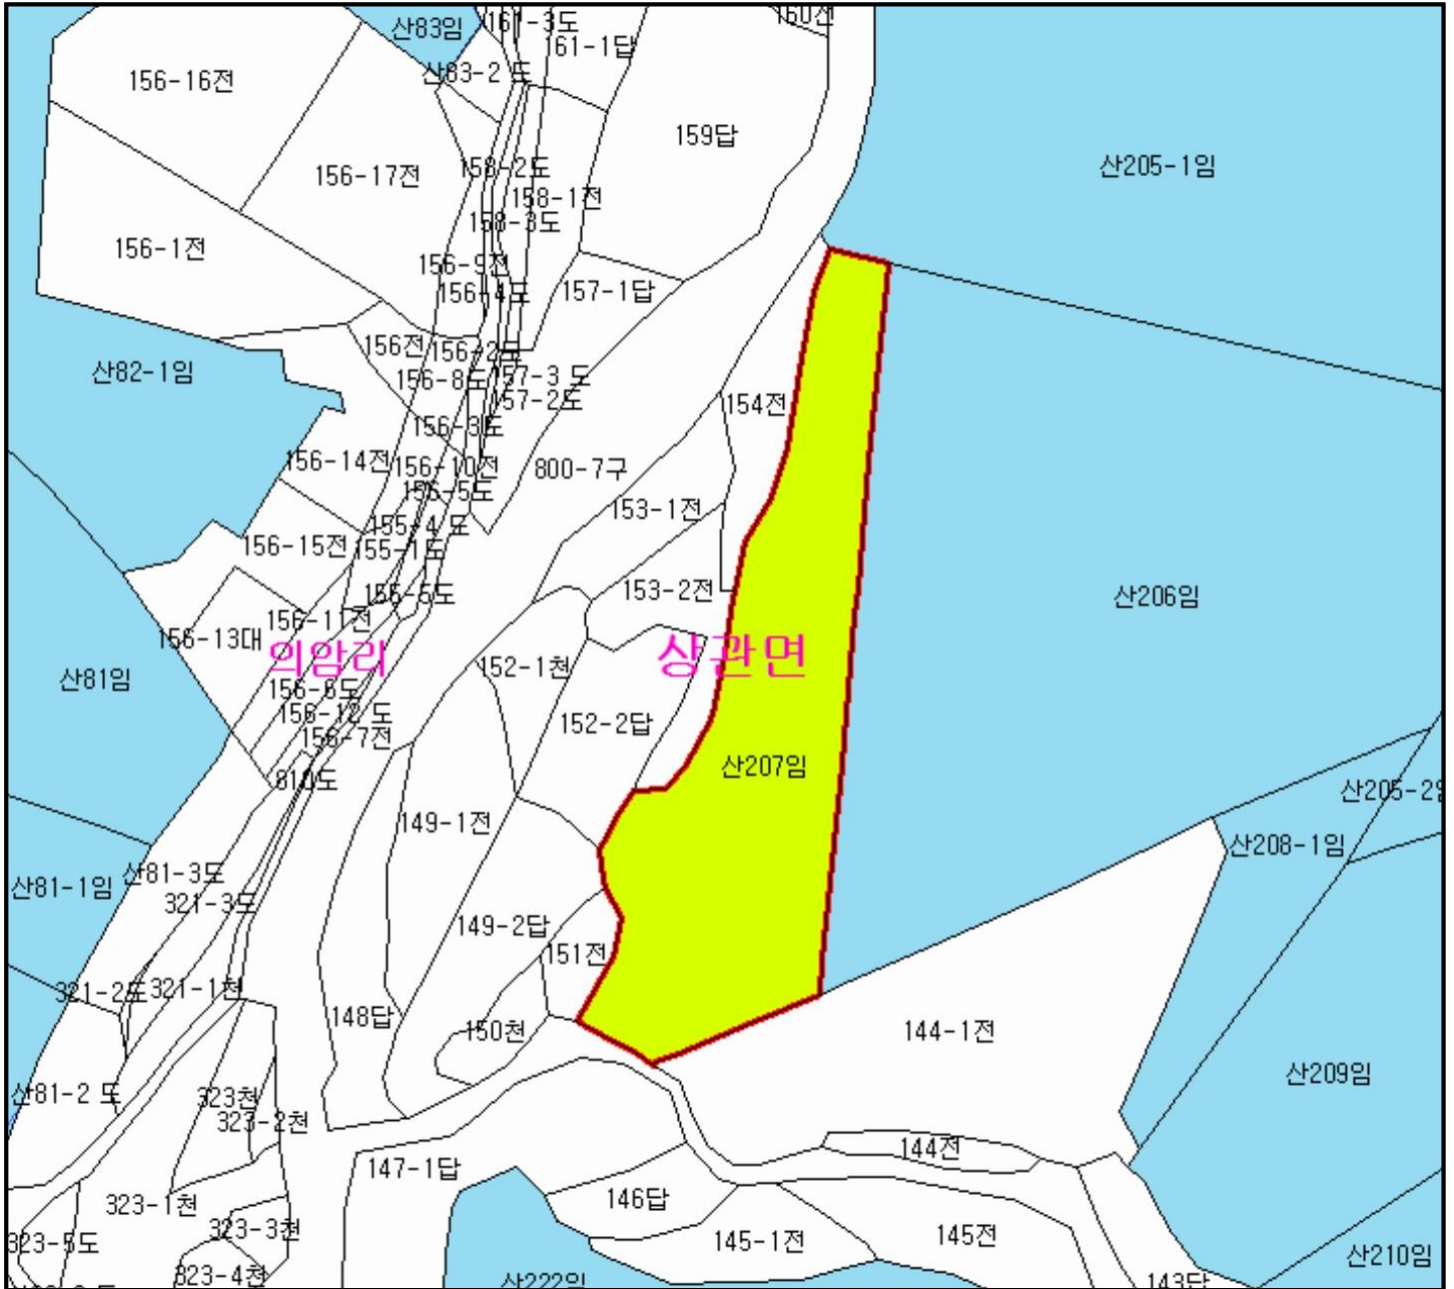 산83임
161-3도
161-1답
산83-2 도
156-16전
159답
산205-1임
156-17전
158-2도
158-1전
158-3도
156-1전
156-9전
156-4도
157-1답
산82-1임
156전
156-2도
156-8도
57-3 도
57-2도
154전
156-3도
156-14전
156-10전
800-7구
153-1전
155-4 도
156-15전
155-1도
153-2전
산206임
156-11전
156-13대
의암리
상관면
152-1천
산81임
156-6도
156-12 도
152-2답
156-7전
산207임
810도
산205-2임
149-1전
산208-1임
산81-3도
산81-1임
321-3도
149-2답
151전
321-2도
321-1천
148답
150천
144-1전
산209임
산81-2 도
323천
323-2천
144전
147-1답
146답
323-1천
323-3천
145-1전
145전
323-5도
산210임
323-4천
산222임
143답